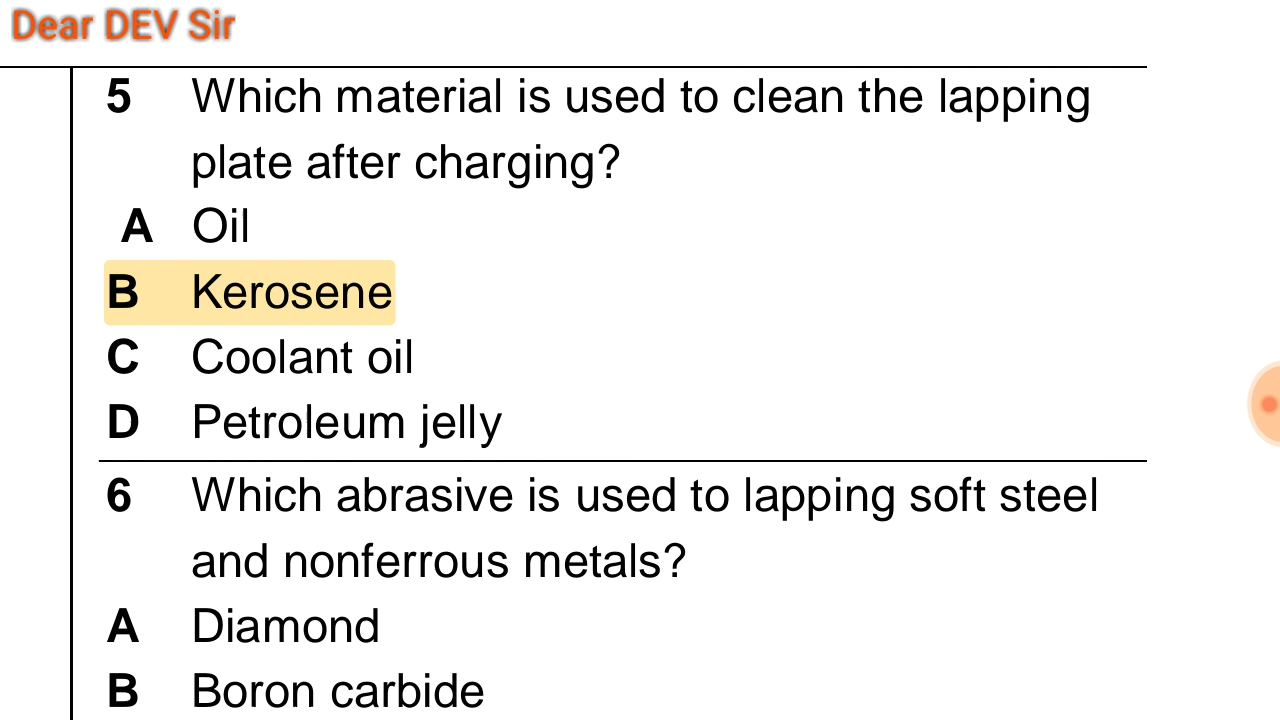 Dear DEV Sir
5 Which material is used to clean the lapping
plate after charging?
A Oil
B Kerosene
C Coolant oil
D Petroleum jelly
6 Which abrasive is used to lapping soft steel
and nonferrous metals?
A Diamond
B Boron carbide